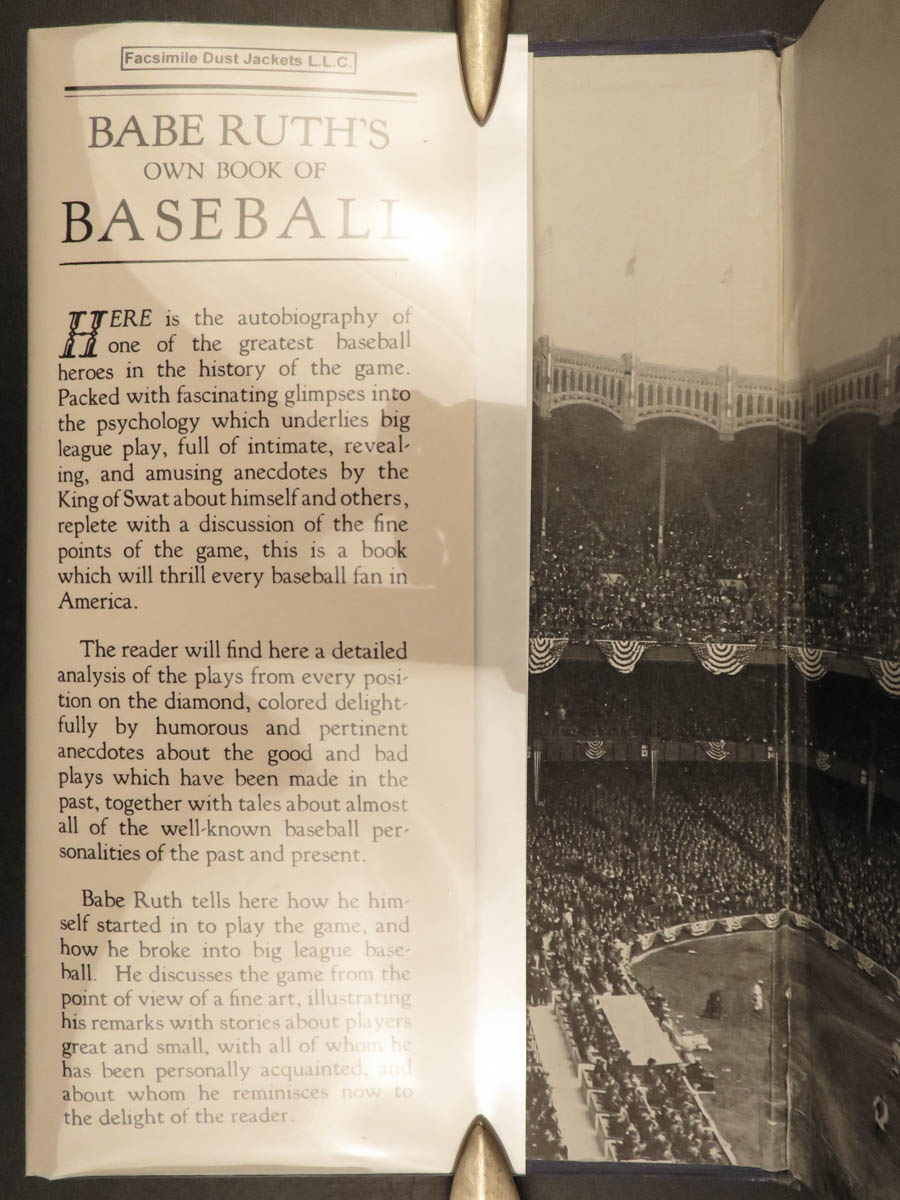 Facsimile Dust Jackets L.L.C.
BABE RUTH'S
OWN BOOK OF
BASEBALL
HERE is the autobiography of
one of the greatest baseball
heroes in the history of the game.
Packed with fascinating glimpses into
the psychology which underlies big
league play, full of intimate, reveal-
ing, and amusing anecdotes by the
King of Swat about himself and others,
replete with a discussion of the fine
points of the game, this is a book
which will thrill every baseball fan in
America.
The reader will find here a detailed
analysis of the plays from every posi-
tion on the diamond, colored delight-
fully by humorous and pertinent
anecdotes about the good and bad
plays which have been made in the
past, together with tales about almost
all of the well-known baseball per-
sonalities of the past and present.
Babe Ruth tells here how he him-
self started in to play the game, and
how he broke into big league base-
ball. He discusses the game from the
point of view of a fine art, illustrating
his remarks with stories about players
great and small, with all of whom he
has been personally acquainted, and
about whom he reminisces now to
the delight of the reader.